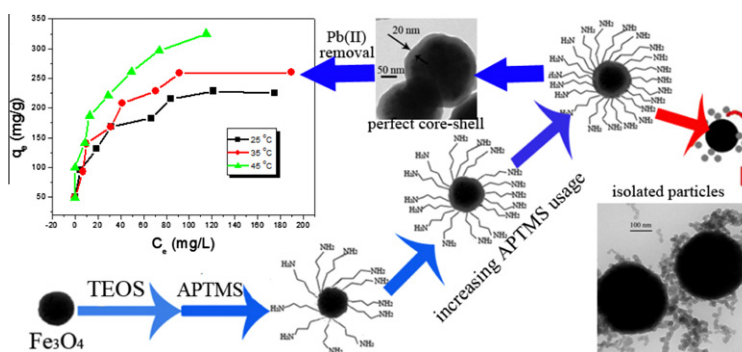 350
300
250
200
150
100
50
0
qe (mg/g)
25 °C
35 °C
45 °C
-20 0 20 40 60 80 100 120 140 160 180 200
Ce (mg/L)
Pb(II)
removal
20 nm
50 nm
perfect core-shell
H₂N NH₂
increasing APTMS usage
isolated particles
100 nm
TEOS
APTMS
Fe₃O₄